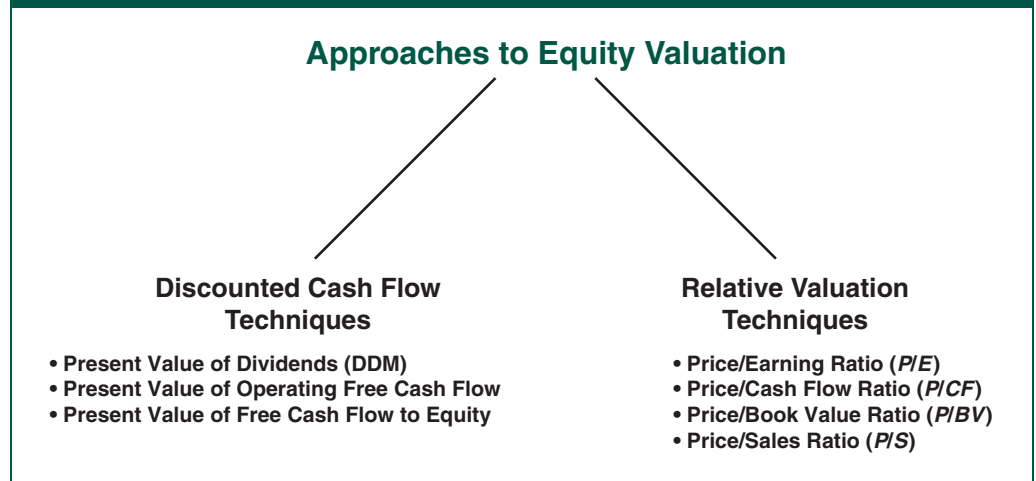 Approaches to Equity Valuation
Discounted Cash Flow
Techniques
• Present Value of Dividends (DDM)
• Present Value of Operating Free Cash Flow
• Present Value of Free Cash Flow to Equity
Relative Valuation
Techniques
• Price/Earning Ratio (P/E)
• Price/Cash Flow Ratio (P/CF)
• Price/Book Value Ratio (P/BV)
• Price/Sales Ratio (P/S)